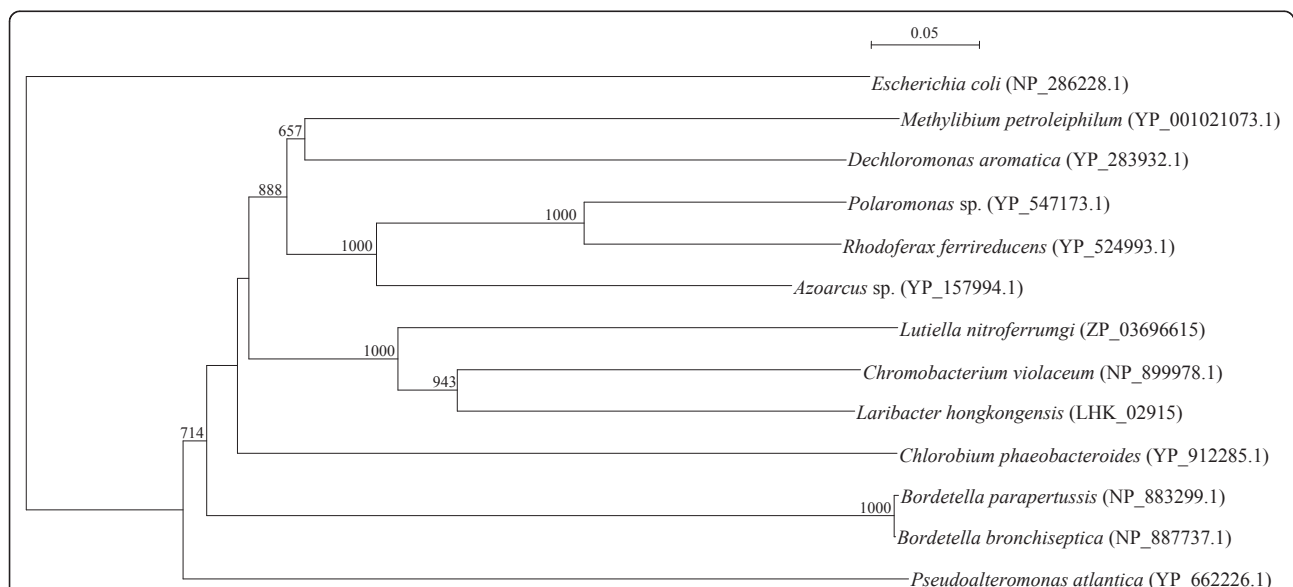 0.05
Escherichia coli (NP_286228.1)
Methylibium petroleiphilum (YP_001021073.1)
657
Dechloromonas aromatica (YP_283932.1)
888
Polaromonas sp. (YP_547173.1)
1000
Rhodoferax ferrireducens (YP_524993.1)
1000
Azoarcus sp. (YP_157994.1)
Lutiella nitroferrumgi (ZP_03696615)
1000
Chromobacterium violaceum (NP_899978.1)
943
Laribacter hongkongensis (LHK_02915)
714
Chlorobium phaeobacteroides (YP_912285.1)
Bordetella parapertussis (NP_883299.1)
1000
Bordetella bronchiseptica (NP_887737.1)
Pseudoalteromonas atlantica (YP_662226.1)